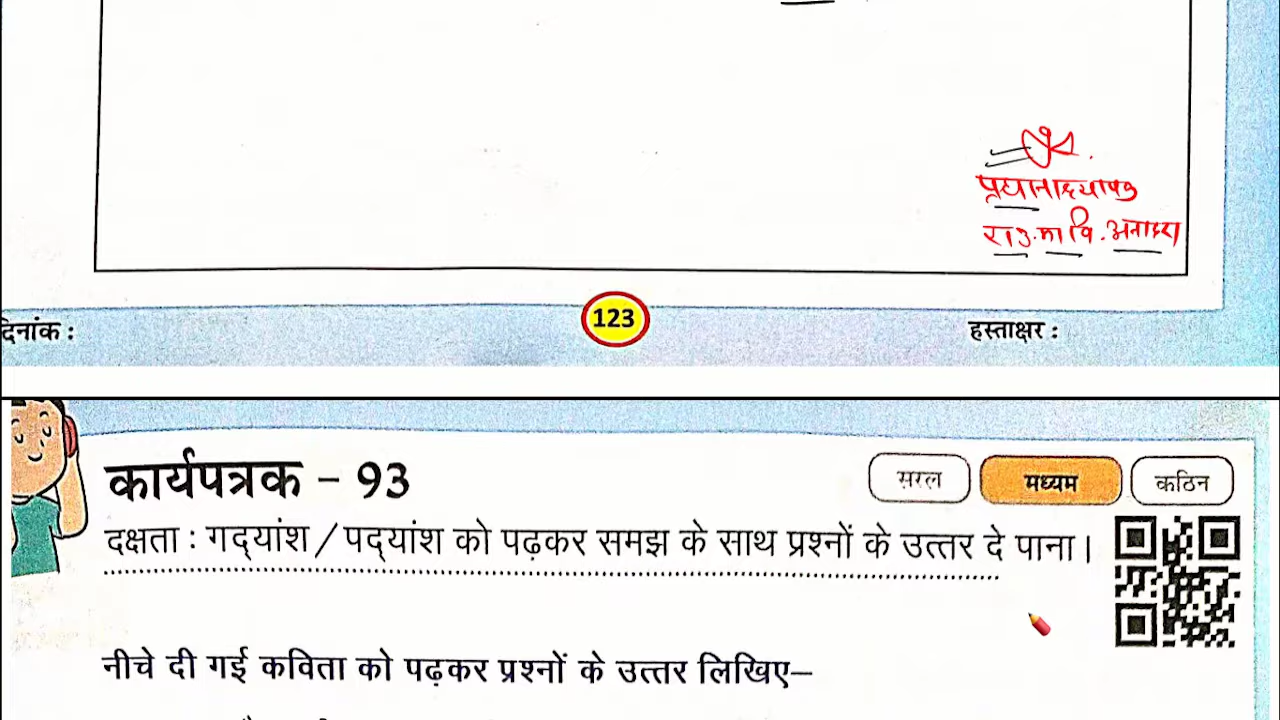 प्रधानाध्यापक
रा.उ.मा.वि.
दिनांक :
123
हस्ताक्षर :
कार्यपत्रक – 93
सरल
मध्यम
कठिन
दक्षता : गद्‌यांश / पद्‌यांश को पढ़कर समझ के साथ प्रश्नों के उत्तर दे पाना।
नीचे दी गई कविता को पढ़कर प्रश्नों के उत्तर लिखिए–